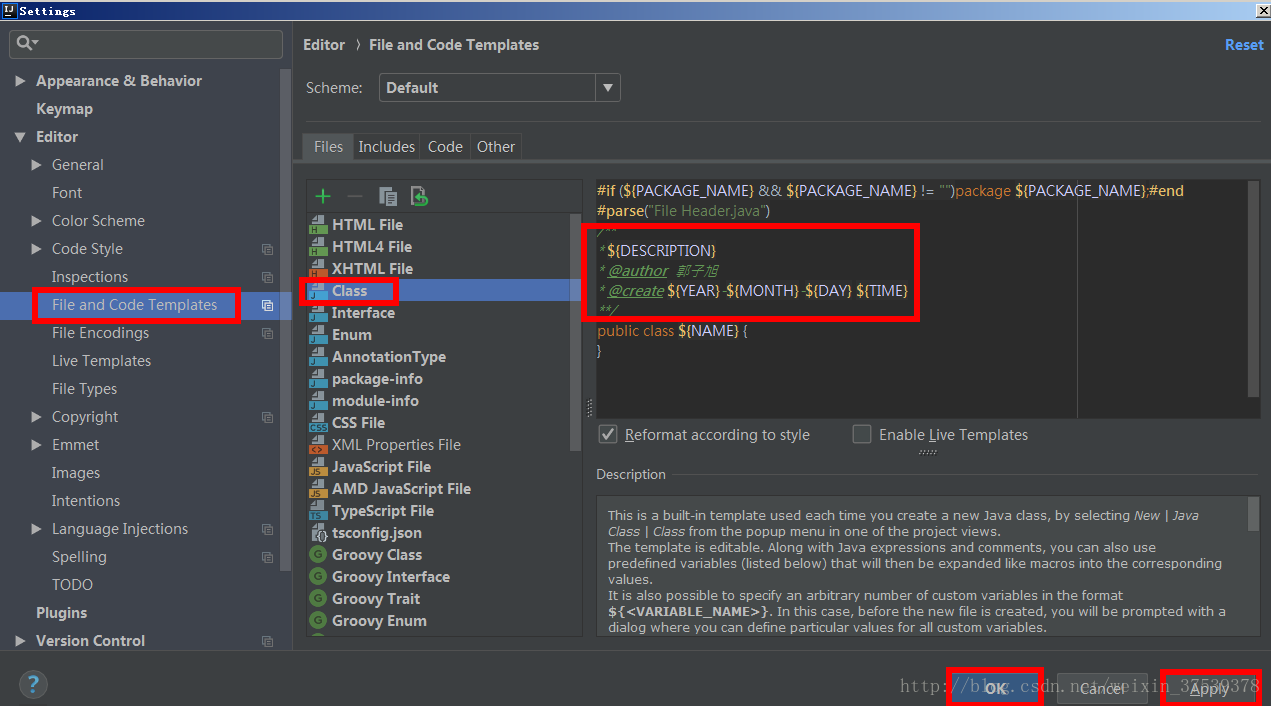 Settings
Editor 〉 File and Code Templates
Reset
Appearance & Behavior
Keymap
Editor
General
Font
Color Scheme
Code Style
Inspections
File and Code Templates
File Encodings
Live Templates
File Types
Copyright
Emmet
Images
Intentions
Language Injections
Spelling
TODO
Plugins
Version Control
Scheme: Default
Files Includes Code Other
HTML File
HTML4 File
XHTML File
Class
Interface
Enum
AnnotationType
package-info
module-info
CSS File
XML Properties File
JavaScript File
AMD JavaScript File
TypeScript File
tsconfig.json
Groovy Class
Groovy Interface
Groovy Trait
Groovy Enum
#if (${PACKAGE_NAME} && ${PACKAGE_NAME} != "")package ${PACKAGE_NAME};#end
#parse("File Header.java")
/**
* ${DESCRIPTION}
* @author 郭子旭
* @create ${YEAR}-${MONTH}-${DAY} ${TIME}
**/
public class ${NAME} {
}
Reformat according to style Enable Live Templates
Description
This is a built-in template used each time you create a new Java class, by selecting New | Java
Class | Class from the popup menu in one of the project views.
The template is editable. Along with Java expressions and comments, you can also use
predefined variables (listed below) that will then be expanded like macros into the corresponding
values.
It is also possible to specify an arbitrary number of custom variables in the format
${<VARIABLE_NAME>}. In this case, before the new file is created, you will be prompted with a
dialog where you can define particular values for all custom variables.
?
OK Cancel Apply
http://blog.csdn.net/weixin_37539378